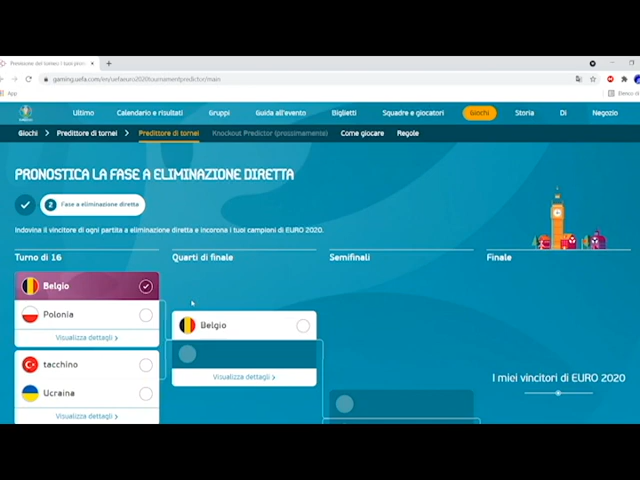 Previsione del torneo: I tuoi pron
gaming.uefa.com/en/uefaeuro2020tournamentpredictor/main
App
Elenco di
Ultimo Calendario e risultati Gruppi Guida all'evento Biglietti Squadre e giocatori Giochi Storia Di Negozio
Giochi Predittore di tornei Predittore di tornei Knockout Predictor (prossimamente) Come giocare Regole
PRONOSTICA LA FASE A ELIMINAZIONE DIRETTA
2 Fase a eliminazione diretta
Indovina il vincitore di ogni partita a eliminazione diretta e incorona i tuoi campioni di EURO 2020.
Turno di 16 Quarti di finale Semifinali Finale
Belgio
Polonia
Visualizza dettagli
tacchino
Ucraina
Visualizza dettagli
Belgio
Visualizza dettagli
I miei vincitori di EURO 2020